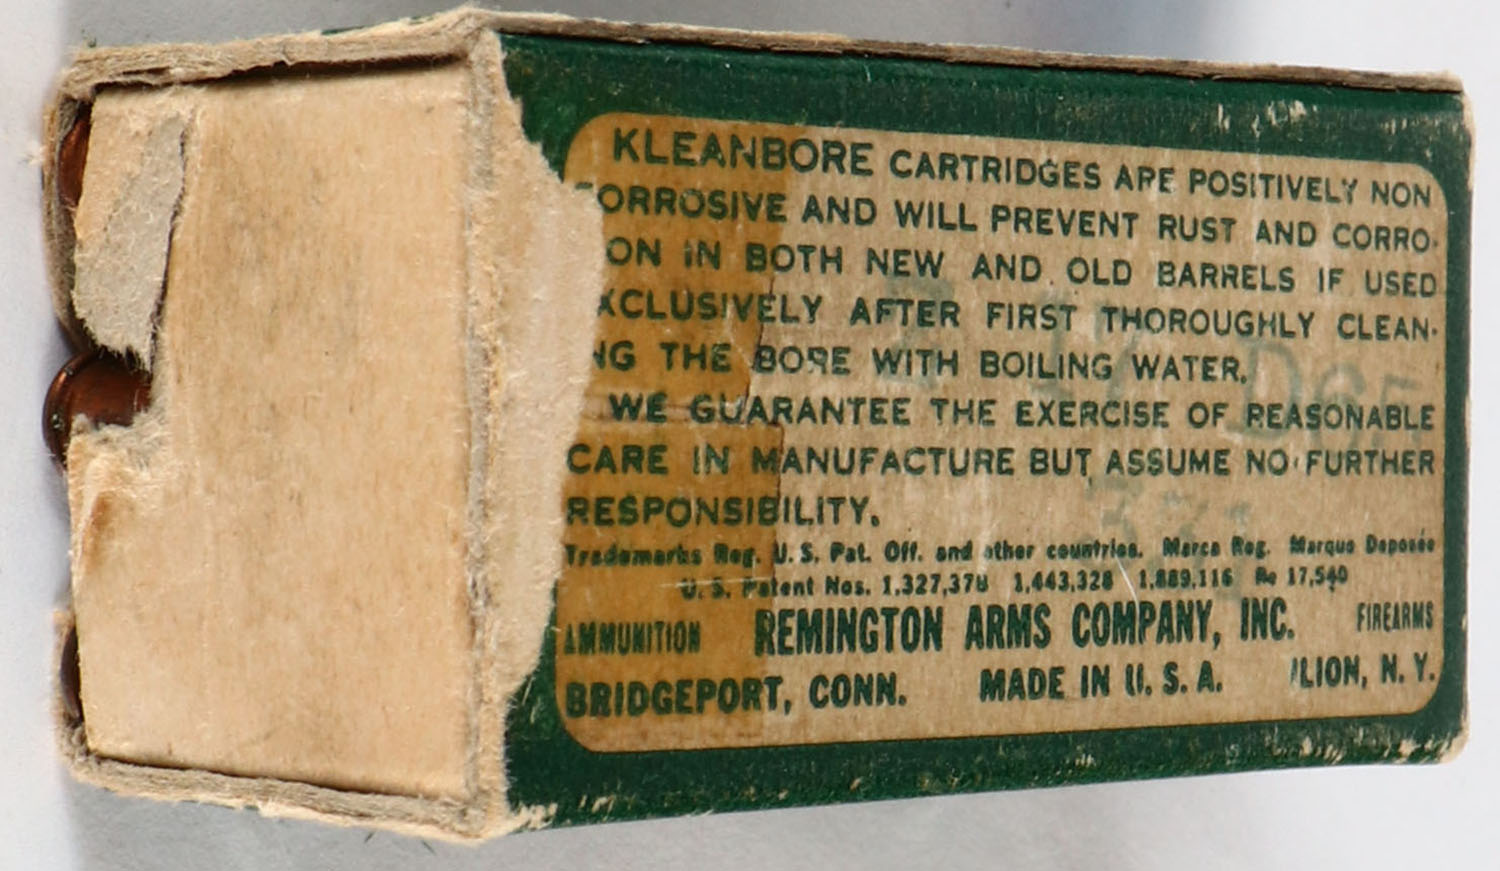 KLEANBORE CARTRIDGES ARE POSITIVELY NON
ORROSIVE AND WILL PREVENT RUST AND CORRO-
ON IN BOTH NEW AND OLD BARRELS IF USED
XCLUSIVELY AFTER FIRST THOROUGHLY CLEAN-
NG THE BORE WITH BOILING WATER.
WE GUARANTEE THE EXERCISE OF REASONABLE
CARE IN MANUFACTURE BUT ASSUME NO FURTHER
RESPONSIBILITY.
Trademarks Reg. U. S. Pat. Off. and other countries. Marca Reg. Marque Deposée
U. S. Patent Nos. 1,327,378 1,443,328 1,889,116 Re 17,540
AMMUNITION REMINGTON ARMS COMPANY, INC. FIREARMS
BRIDGEPORT, CONN. MADE IN U. S. A. ILION, N. Y.